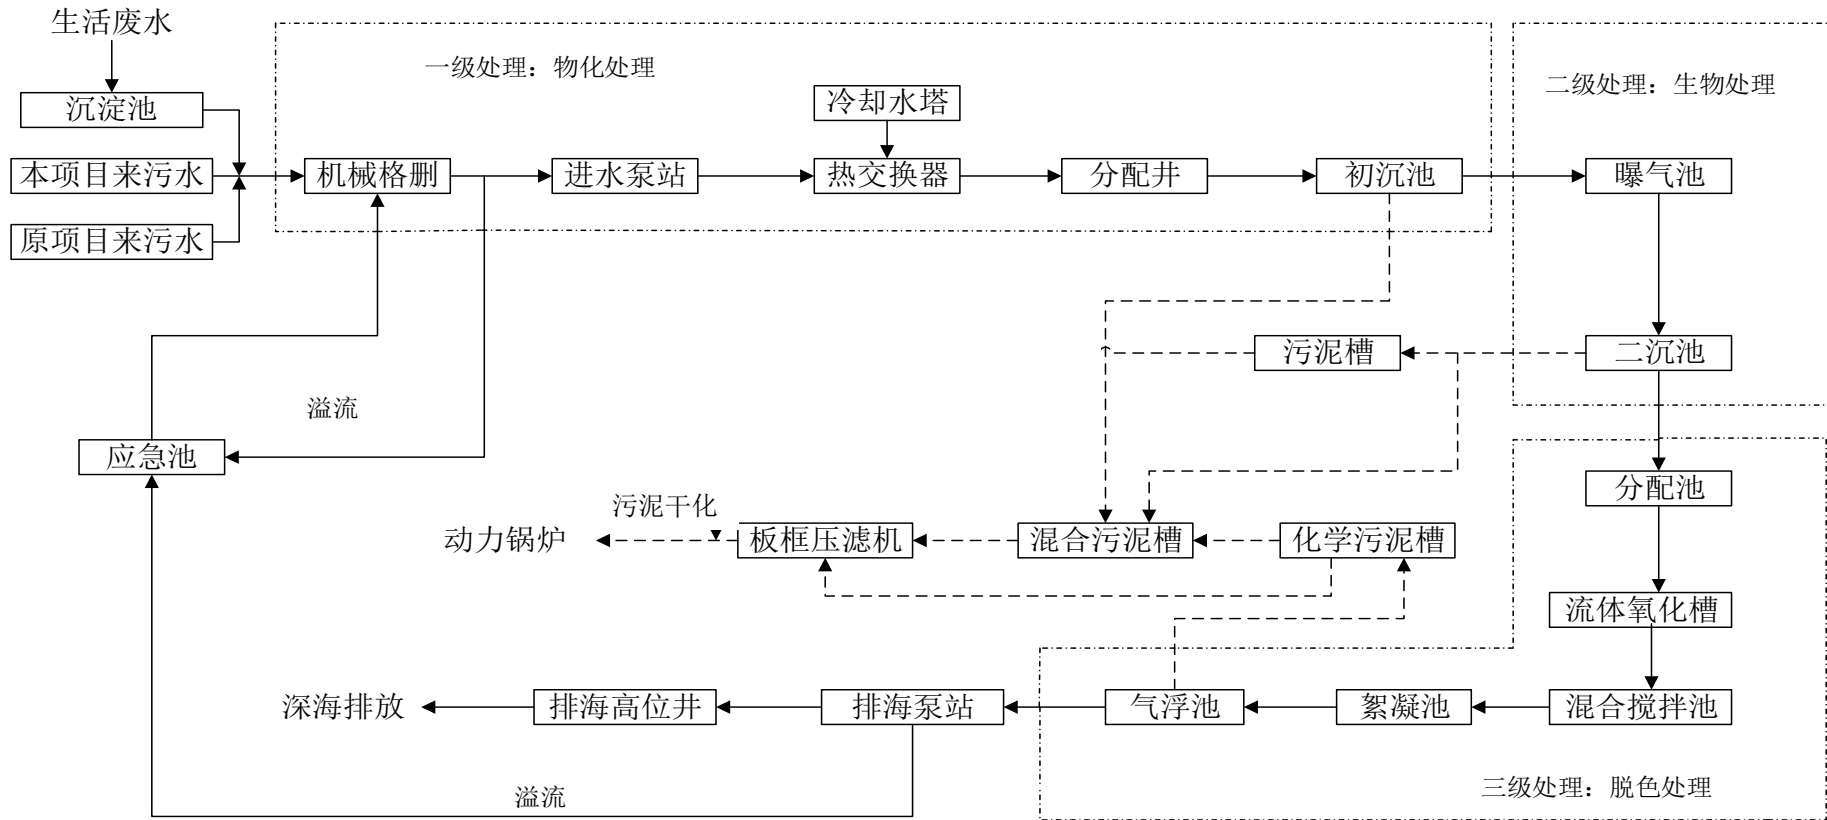 生活废水
一级处理：物化处理
二级处理：生物处理
沉淀池
冷却水塔
本项目来污水
机械格删
进水泵站
热交换器
分配井
初沉池
曝气池
原项目来污水
污泥槽
二沉池
溢流
应急池
分配池
污泥干化
动力锅炉
板框压滤机
混合污泥槽
化学污泥槽
流体氧化槽
深海排放
排海高位井
排海泵站
气浮池
絮凝池
混合搅拌池
溢流
三级处理：脱色处理